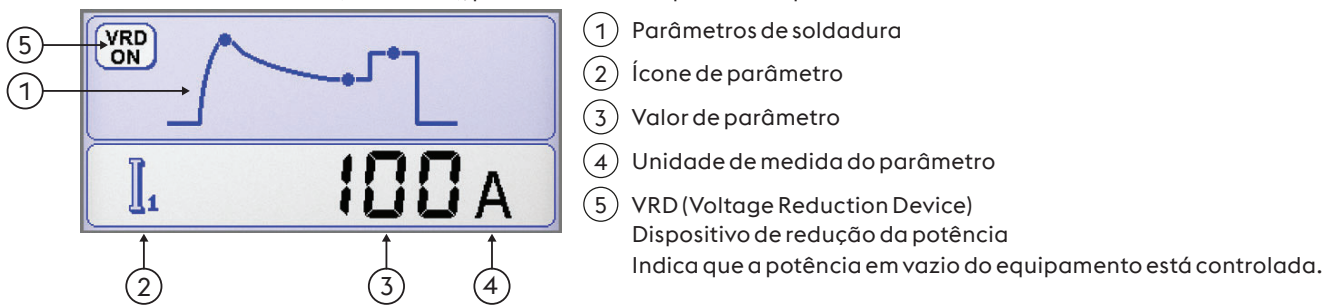 VRD
ON
5
1
I1
100 A
2
3
4
1 Parâmetros de soldadura
2 Ícone de parâmetro
3 Valor de parâmetro
4 Unidade de medida do parâmetro
5 VRD (Voltage Reduction Device)
Dispositivo de redução da potência
Indica que a potência em vazio do equipamento está controlada.